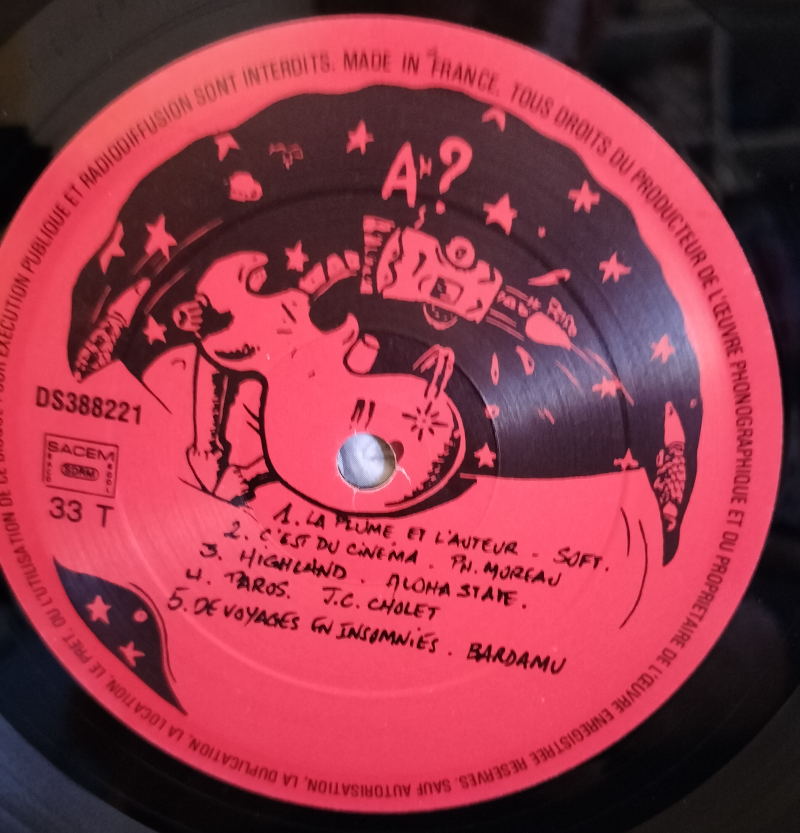 POUR EXECUTION PUBLIQUE ET RADIODIFFUSION SONT INTERDITS. MADE IN FRANCE. TOUS DROITS DU PRODUCTEUR DE L'ŒUVRE PHONOGRAPHIQUE ET DU PROPRIETAIRE DE L'ŒUVRE ENREGISTREE RESERVES. SAUF AUTORISATION, LA DUPLICATION, LA LOCATION, LE PRET OU L'UTILISATION DE CE DISQUE
DS388221
SACEM
SDRM
33 T
1. LA PLUME ET L'AUTEUR - SOFT.
2. C'EST DU CINEMA. PH. MOREAU
3. HIGHLAND. ALOHA STATE.
4. TAROS. J.C. CHOLET
5. DE VOYAGES EN INSOMNIES. BARDAMU